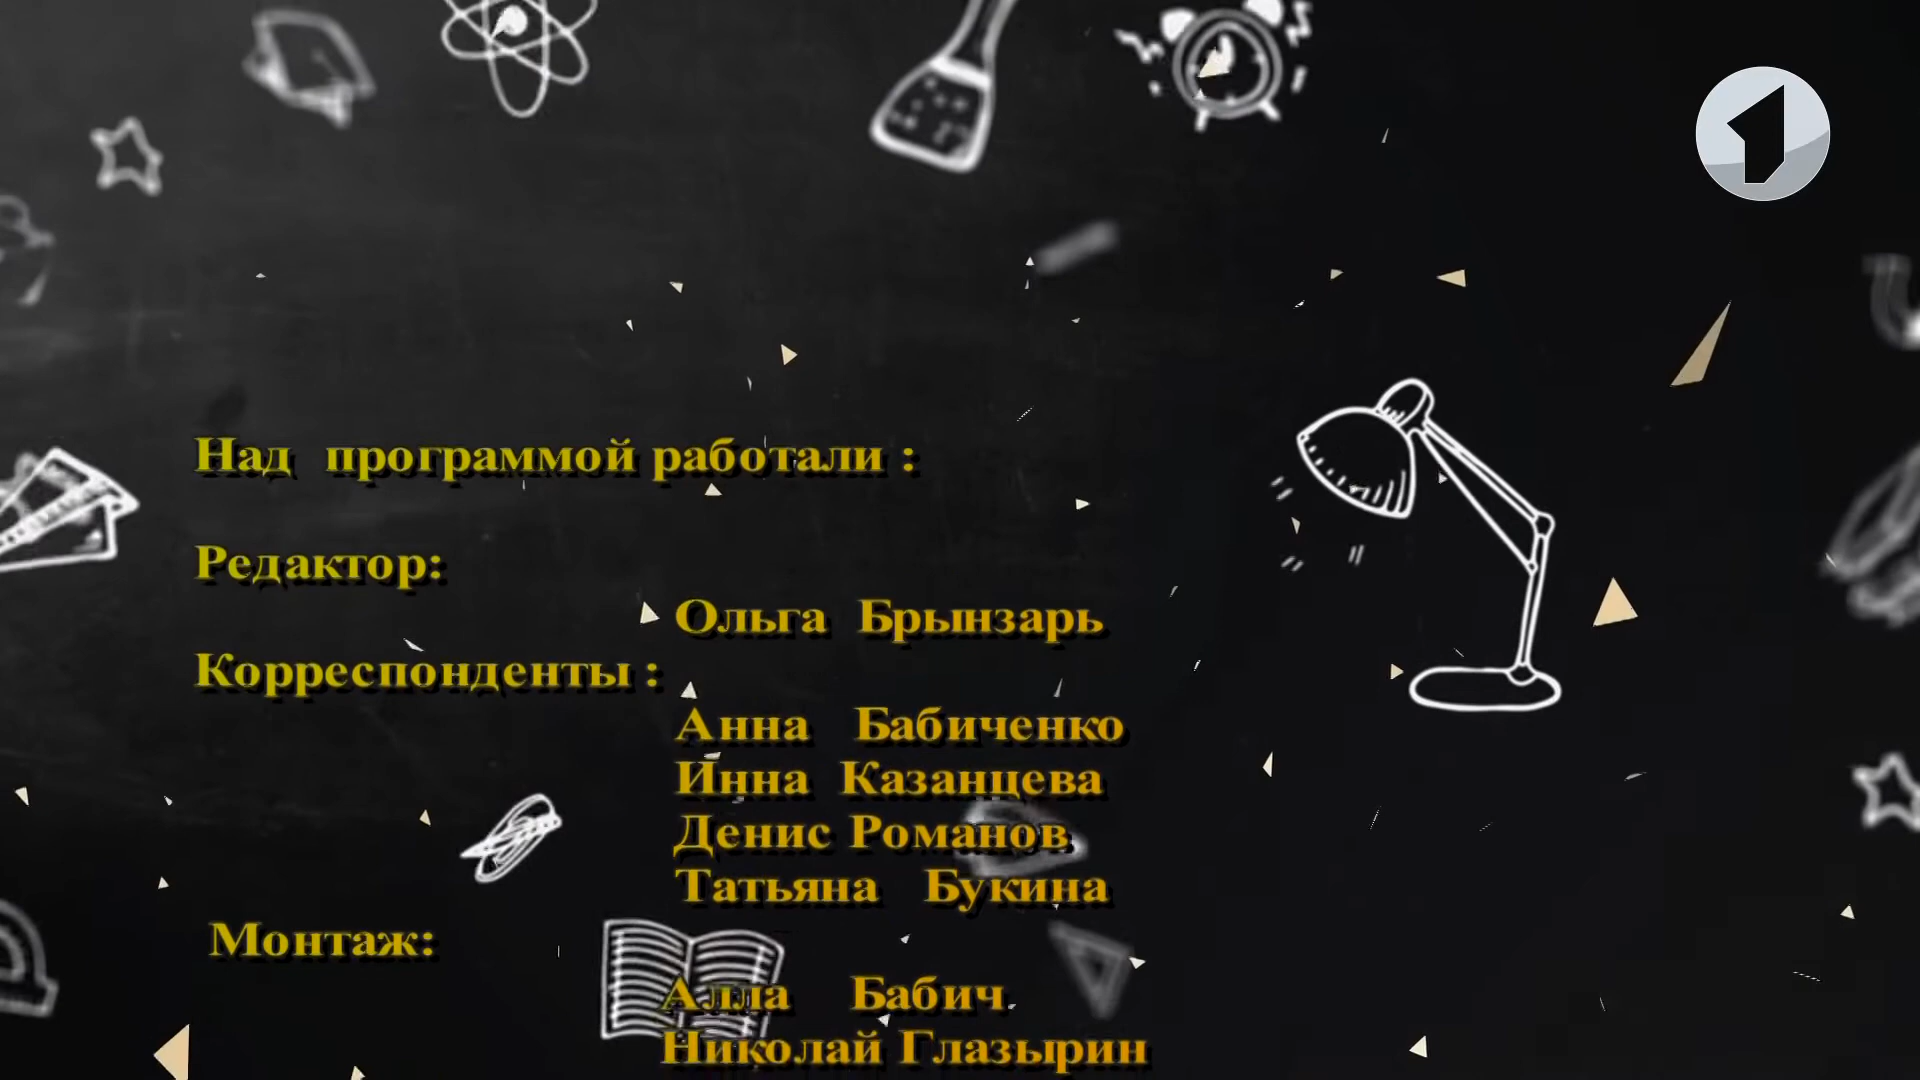 Над программой работали :
Редактор:
Ольга Брынзарь
Корреспонденты :
Анна Бабиченко
Инна Казанцева
Денис Романов
Татьяна Букина
Монтаж:
Алла Бабич
Николай Глазырин
1